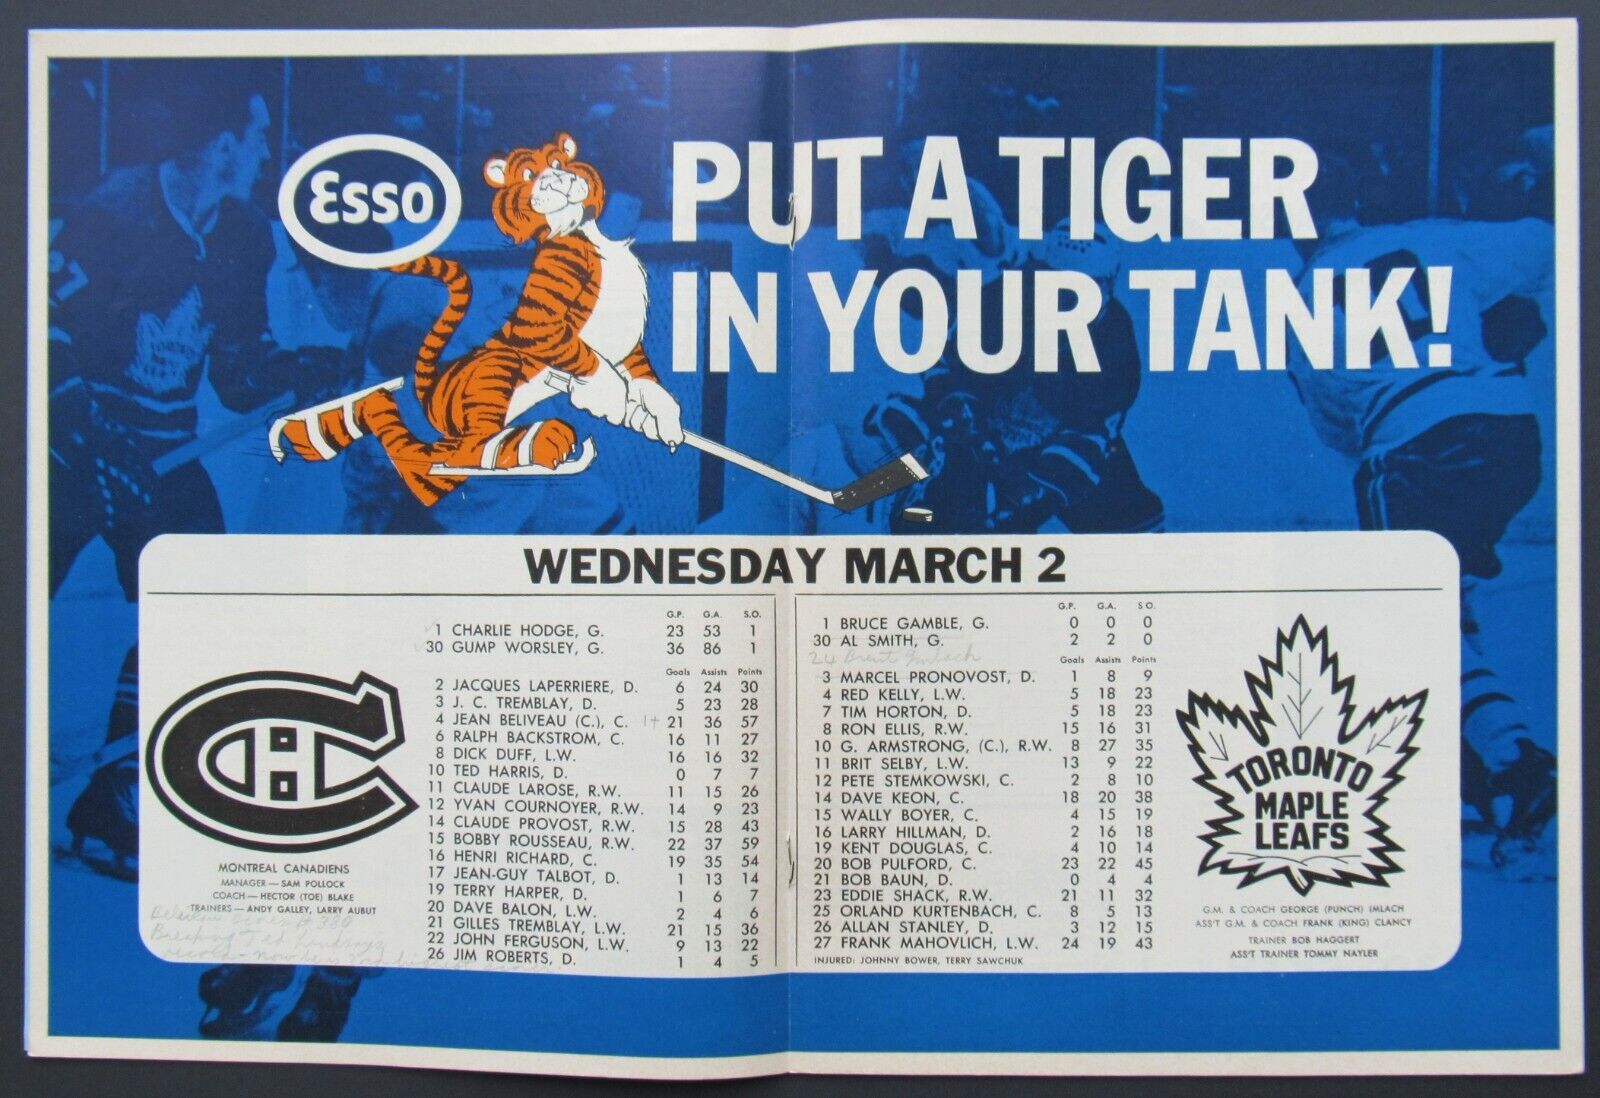 Esso
PUT A TIGER
IN YOUR TANK!
WEDNESDAY MARCH 2
G.P. G.A. S.O.
1 CHARLIE HODGE, G. 23 53 1
30 GUMP WORSLEY, G. 36 86 1
Goals Assists Points
2 JACQUES LAPERRIERE, D. 6 24 30
3 J. C. TREMBLAY, D. 5 23 28
4 JEAN BELIVEAU (C.), C. 1+ 21 36 57
6 RALPH BACKSTROM, C. 16 11 27
8 DICK DUFF, L.W. 16 16 32
10 TED HARRIS, D. 0 7 7
11 CLAUDE LAROSE, R.W. 11 15 26
12 YVAN COURNOYER, R.W. 14 9 23
14 CLAUDE PROVOST, R.W. 15 28 43
15 BOBBY ROUSSEAU, R.W. 22 37 59
16 HENRI RICHARD, C. 19 35 54
17 JEAN-GUY TALBOT, D. 1 13 14
19 TERRY HARPER, D. 1 6 7
20 DAVE BALON, L.W. 2 4 6
21 GILLES TREMBLAY, L.W. 21 15 36
22 JOHN FERGUSON, L.W. 9 13 22
26 JIM ROBERTS, D. 1 4 5
MONTREAL CANADIENS
MANAGER — SAM POLLOCK
COACH — HECTOR (TOE) BLAKE
TRAINERS — ANDY GALLEY, LARRY AUBUT
Beliveau # 380
Breaking Ted Lindsays
record - now
G.P. G.A. S.O.
1 BRUCE GAMBLE, G. 0 0 0
30 AL SMITH, G. 2 2 0
24 Brent Imlach
Goals Assists Points
3 MARCEL PRONOVOST, D. 1 8 9
4 RED KELLY, L.W. 5 18 23
7 TIM HORTON, D. 5 18 23
8 RON ELLIS, R.W. 15 16 31
10 G. ARMSTRONG, (C.), R.W. 8 27 35
11 BRIT SELBY, L.W. 13 9 22
12 PETE STEMKOWSKI, C. 2 8 10
14 DAVE KEON, C. 18 20 38
15 WALLY BOYER, C. 4 15 19
16 LARRY HILLMAN, D. 2 16 18
19 KENT DOUGLAS, C. 4 10 14
20 BOB PULFORD, C. 23 22 45
21 BOB BAUN, D. 0 4 4
23 EDDIE SHACK, R.W. 21 11 32
25 ORLAND KURTENBACH, C. 8 5 13
26 ALLAN STANLEY, D. 3 12 15
27 FRANK MAHOVLICH, L.W. 24 19 43
INJURED: JOHNNY BOWER, TERRY SAWCHUK
TORONTO
MAPLE
LEAFS
G.M. & COACH GEORGE (PUNCH) IMLACH
ASS'T G.M. & COACH FRANK (KING) CLANCY
TRAINER BOB HAGGERT
ASS'T TRAINER TOMMY NAYLER